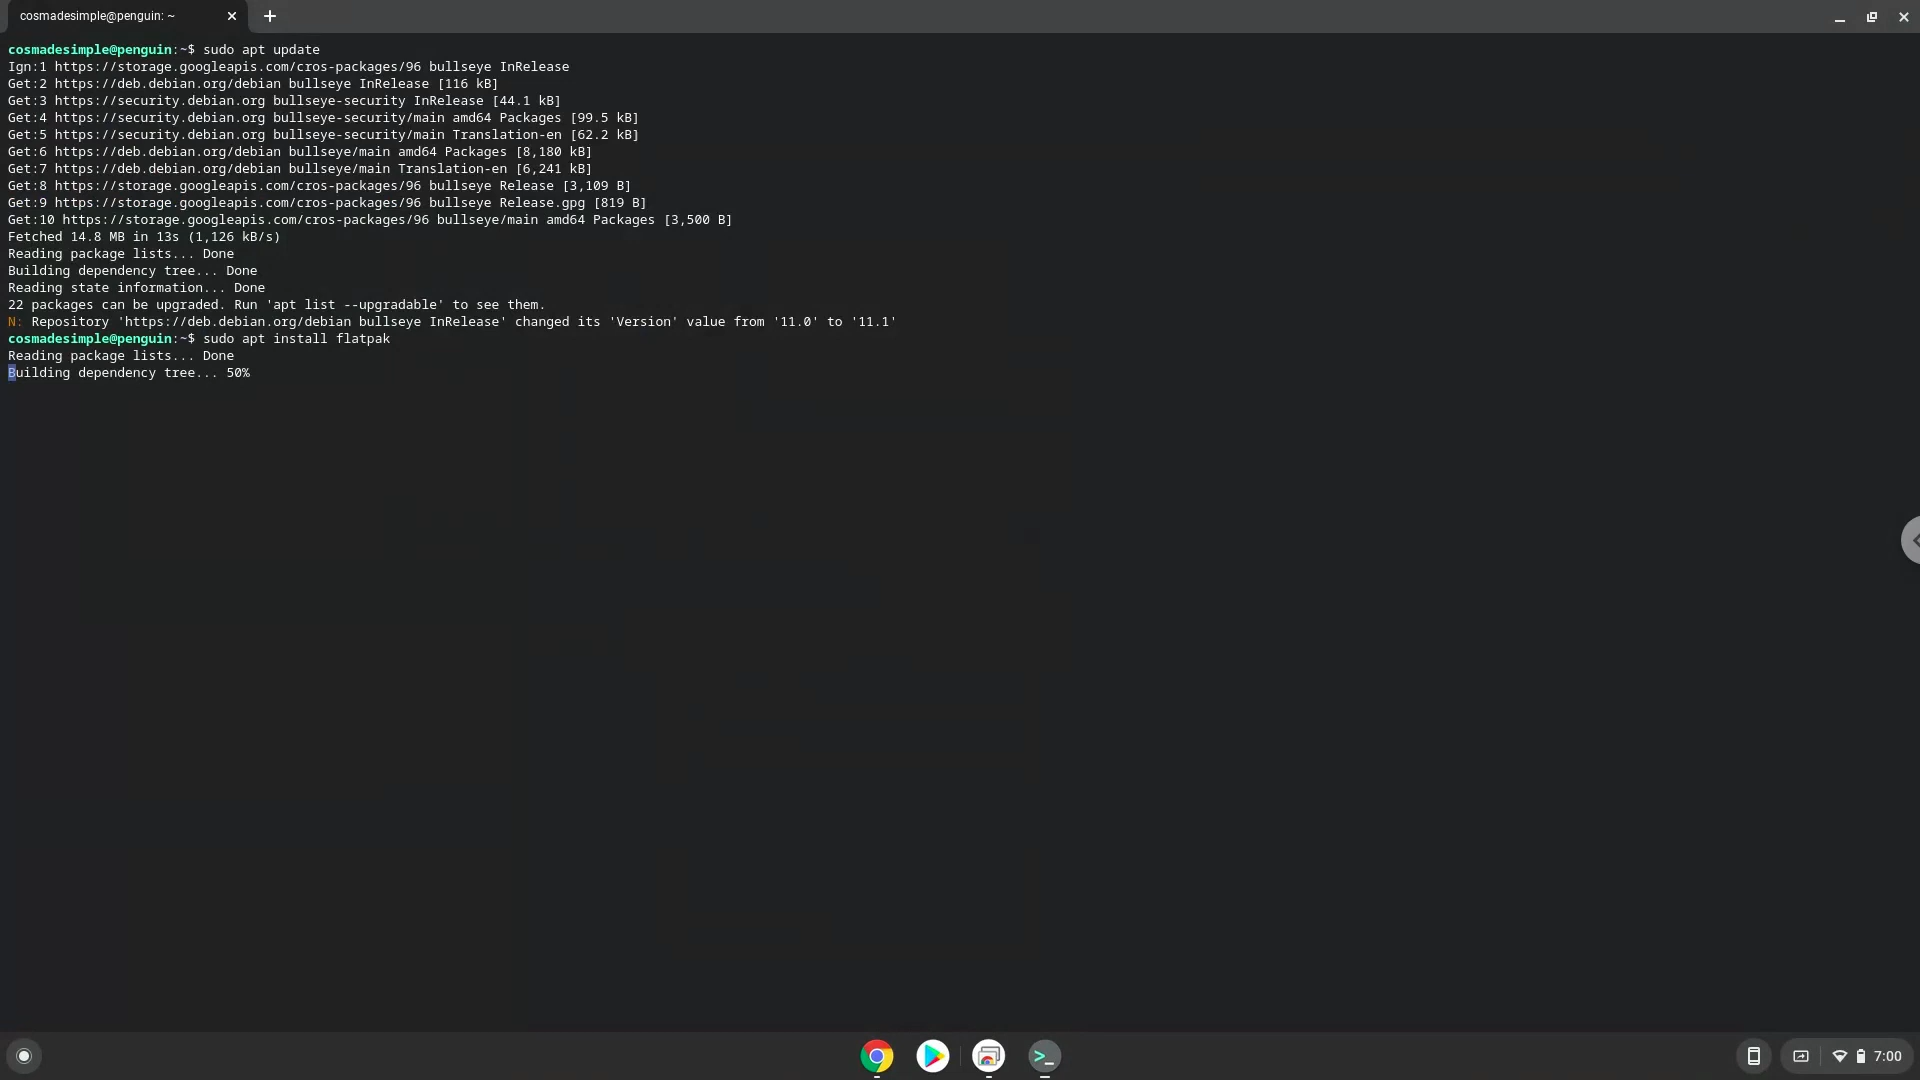 cosmadesimple@penguin: ~
cosmadesimple@penguin:~$ sudo apt update
Ign:1 https://storage.googleapis.com/cros-packages/96 bullseye InRelease
Get:2 https://deb.debian.org/debian bullseye InRelease [116 kB]
Get:3 https://security.debian.org bullseye-security InRelease [44.1 kB]
Get:4 https://security.debian.org bullseye-security/main amd64 Packages [99.5 kB]
Get:5 https://security.debian.org bullseye-security/main Translation-en [62.2 kB]
Get:6 https://deb.debian.org/debian bullseye/main amd64 Packages [8,180 kB]
Get:7 https://deb.debian.org/debian bullseye/main Translation-en [6,241 kB]
Get:8 https://storage.googleapis.com/cros-packages/96 bullseye Release [3,109 B]
Get:9 https://storage.googleapis.com/cros-packages/96 bullseye Release.gpg [819 B]
Get:10 https://storage.googleapis.com/cros-packages/96 bullseye/main amd64 Packages [3,500 B]
Fetched 14.8 MB in 13s (1,126 kB/s)
Reading package lists... Done
Building dependency tree... Done
Reading state information... Done
22 packages can be upgraded. Run 'apt list --upgradable' to see them.
N: Repository 'https://deb.debian.org/debian bullseye InRelease' changed its 'Version' value from '11.0' to '11.1'
cosmadesimple@penguin:~$ sudo apt install flatpak
Reading package lists... Done
Building dependency tree... 50%
7:00